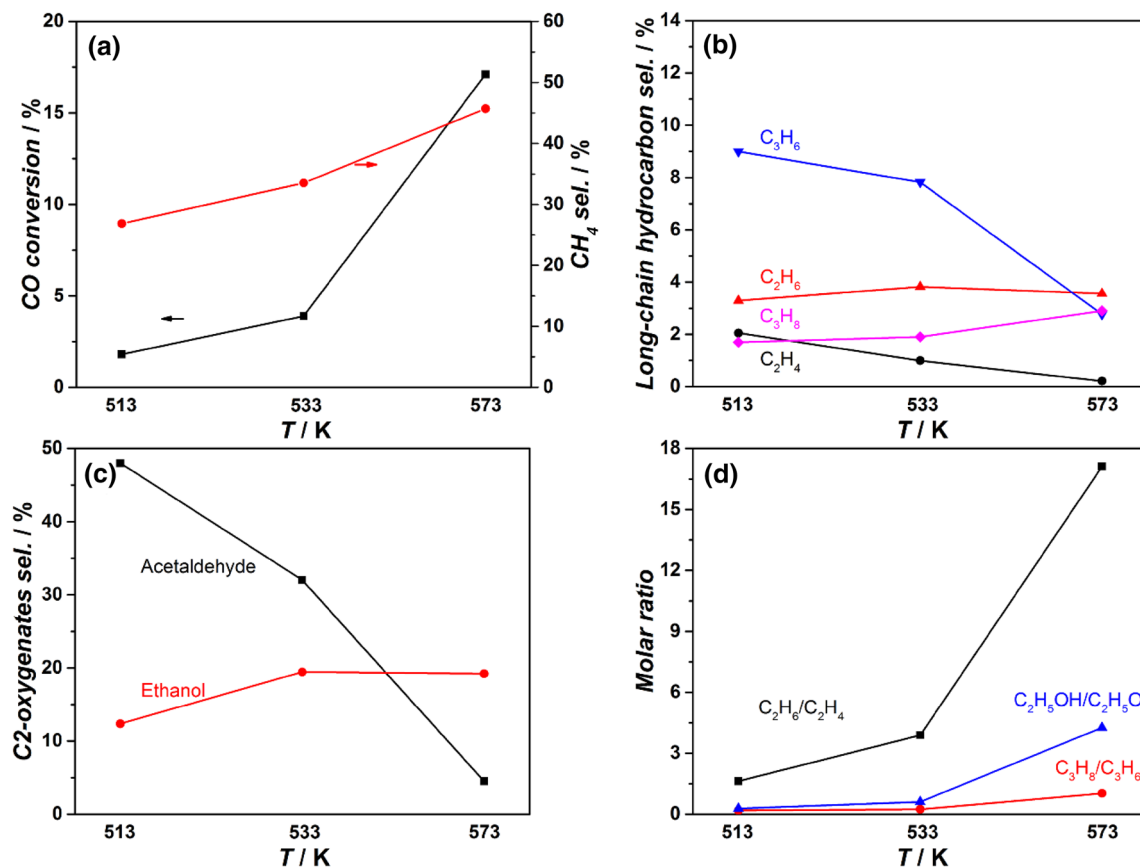 (a)
CO conversion / %
20
15
10
5
0
CH₄ sel. / %
60
50
40
30
20
10
0
513 533 573
T / K
(b)
Long-chain hydrocarbon sel. / %
14
12
10
8
6
4
2
0
C₃H₆
C₂H₆
C₃H₈
C₂H₄
513 533 573
T / K
(c)
C2-oxygenates sel. / %
50
40
30
20
10
0
Acetaldehyde
Ethanol
513 533 573
T / K
(d)
Molar ratio
18
15
12
9
6
3
0
C₂H₆/C₂H₄
C₂H₅OH/C₂H₅O
C₃H₈/C₃H₆
513 533 573
T / K